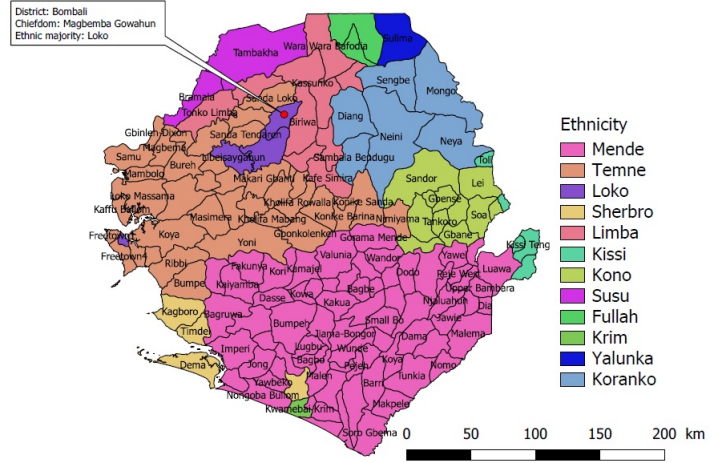 District: Bombali
Chiefdom: Magbemba Gowahun
Ethnic majority: Loko
Sulima
Wara Wara Bafodia
Tambakha
Sengbe
Mongo
Kassunko
Bramaia
Sanda Loko
Tonko Limba
Biriwa
Diang
Gbinleh-Dixon
Sanda Tendaren
Neini
Neya
Magbema
Samu
Libeisaygahun
Sambala Bendugu
Toli
Bureh
Mambolo
Makari Gbanti
Kafe Simira
Sandor
Lei
Loko Massama
Kholifa Rowalla
Konike Sanda
Gbense
Kaffu Bullom
Masimera
Kholifa Mabang
Konike Barina
Nimiyama
Tankoro
Soa
Freetown1
Koya
Yoni
Gbonkolenken
Gorama Mende
Gbane
Kissi Teng
Freetown4
Ribbi
Valunia
Wandor
Yawei
Fakunya
Kori
Kamajei
Dodo
Peje West
Luawa
Bumpe
Kaiyamba
Bagbe
Upper Bambara
Kagboro
Dasse
Kowa
Kakua
Njaluahun
Dia
Bagruwa
Bumpeh
Small Bo
Jawie
Timdel
Jiama-Bongor
Dama
Malema
Imperi
Lugbu
Wunde
Dema
Jong
Bagbo
Pejeh
Koya
Nomo
Yawbeko
Malen
Barri
Tunkia
Nongoba Bullom
Kwamebai Krim
Makpele
Soro Gbema
Ethnicity
Mende
Temne
Loko
Sherbro
Limba
Kissi
Kono
Susu
Fullah
Krim
Yalunka
Koranko
0 50 100 150 200 km